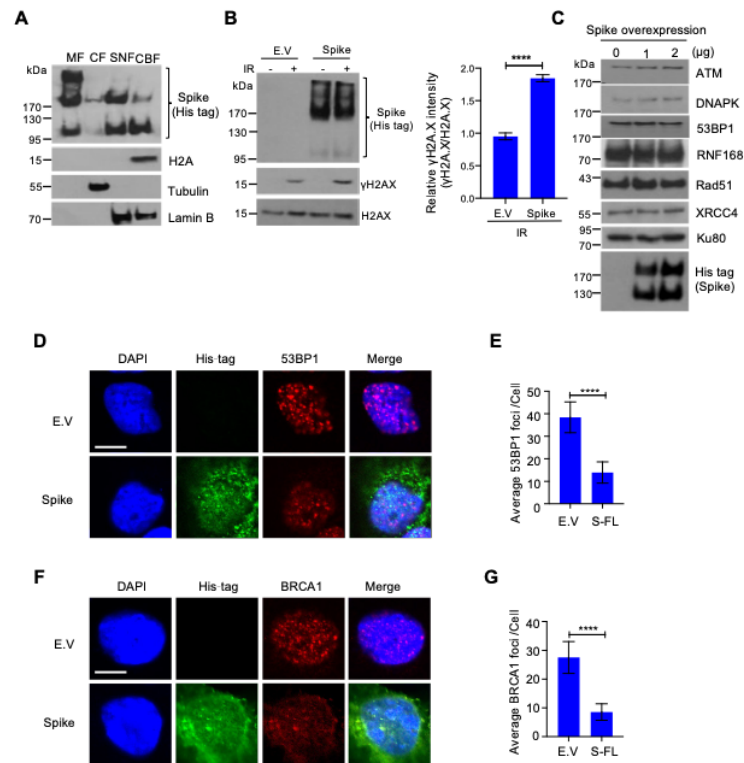 A
MF CF SNF CBF
kDa
170
130
95
Spike
(His tag)
15
H2A
55
Tubulin
70
Lamin B
B
E.V Spike
IR - + - +
kDa
170
130
95
Spike
(His tag)
15
γH2AX
15
H2AX
Relative γH2A.X intensity
(γH2A.X/H2A.X)
2.0
1.5
1.0
0.5
0.0
****
E.V Spike
IR
C
Spike overexpression
0 1 2 (μg)
kDa
170
ATM
170
DNAPK
53BP1
70
RNF168
43
Rad51
55
XRCC4
95
70
Ku80
170
130
His tag
(Spike)
D
DAPI His-tag 53BP1 Merge
E.V
Spike
E
Average 53BP1 foci /Cell
50
40
30
20
10
0
****
E.V S-FL
F
DAPI His-tag BRCA1 Merge
E.V
Spike
G
Average BRCA1 foci /Cell
40
30
20
10
0
****
E.V S-FL